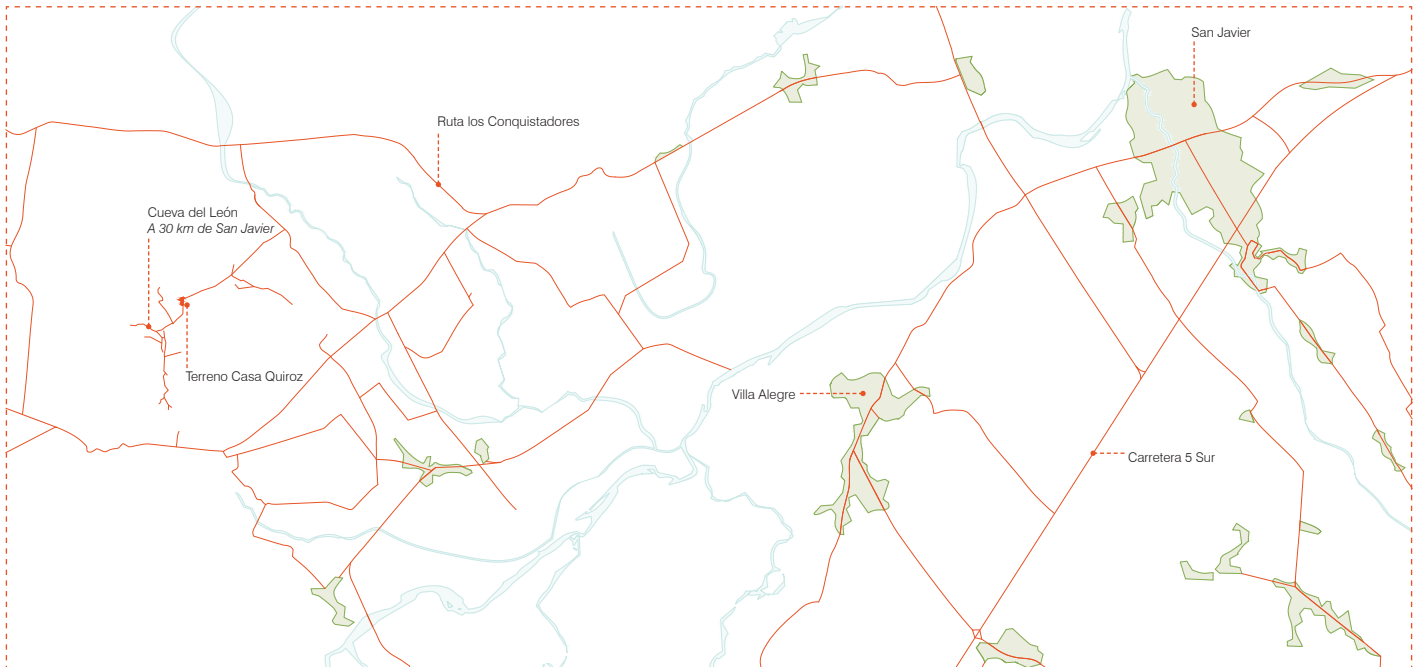 San Javier
Ruta los Conquistadores
Cueva del León
A 30 km de San Javier
Terreno Casa Quiroz
Villa Alegre
Carretera 5 Sur